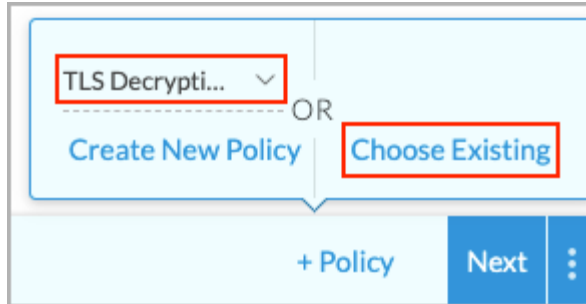 TLS Decrypti...
OR
Create New Policy
Choose Existing
+ Policy
Next